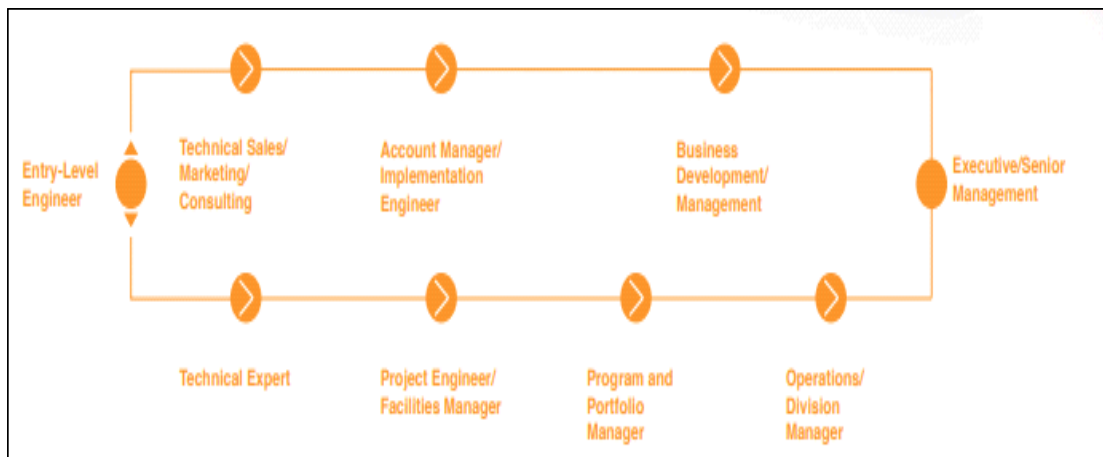 Entry-Level
Engineer
Technical Sales/
Marketing/
Consulting
Account Manager/
Implementation
Engineer
Business
Development/
Management
Executive/Senior
Management
Technical Expert
Project Engineer/
Facilities Manager
Program and
Portfolio
Manager
Operations/
Division
Manager